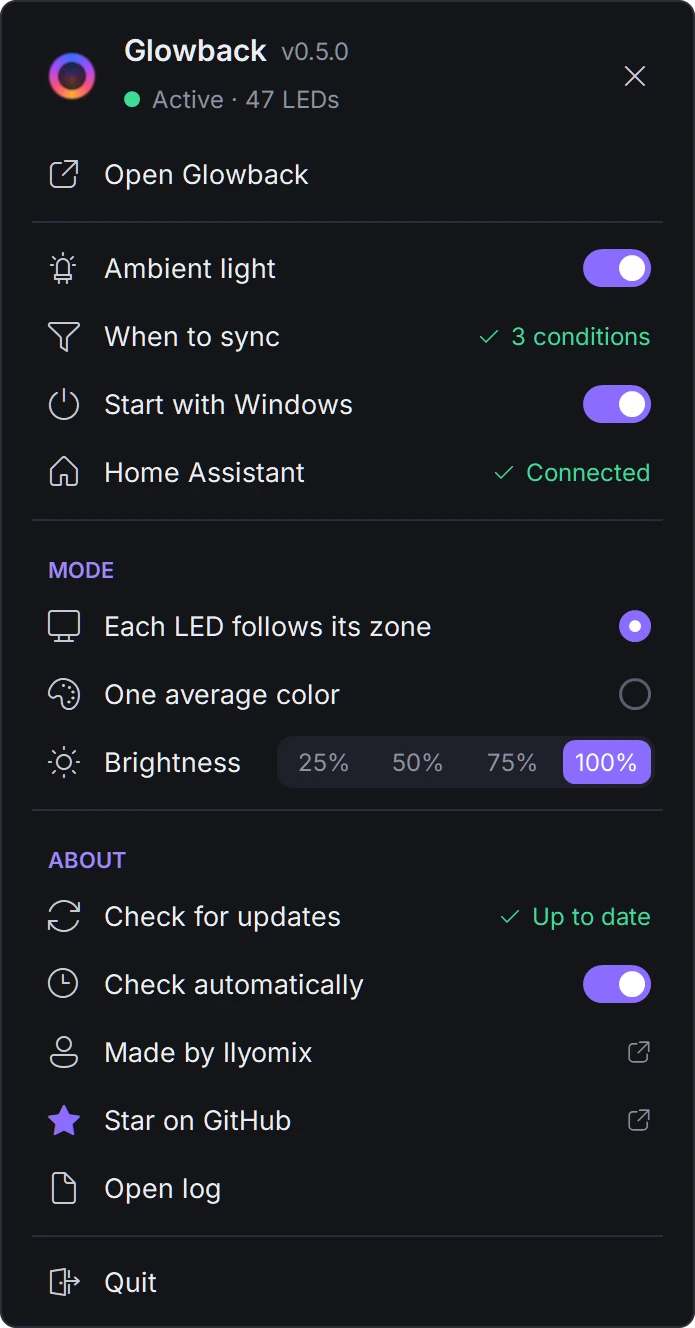 Glowback v0.5.0
Active · 47 LEDs
Open Glowback
Ambient light
When to sync 3 conditions
Start with Windows
Home Assistant Connected
MODE
Each LED follows its zone
One average color
Brightness 25% 50% 75% 100%
ABOUT
Check for updates Up to date
Check automatically
Made by Ilyomix
Star on GitHub
Open log
Quit